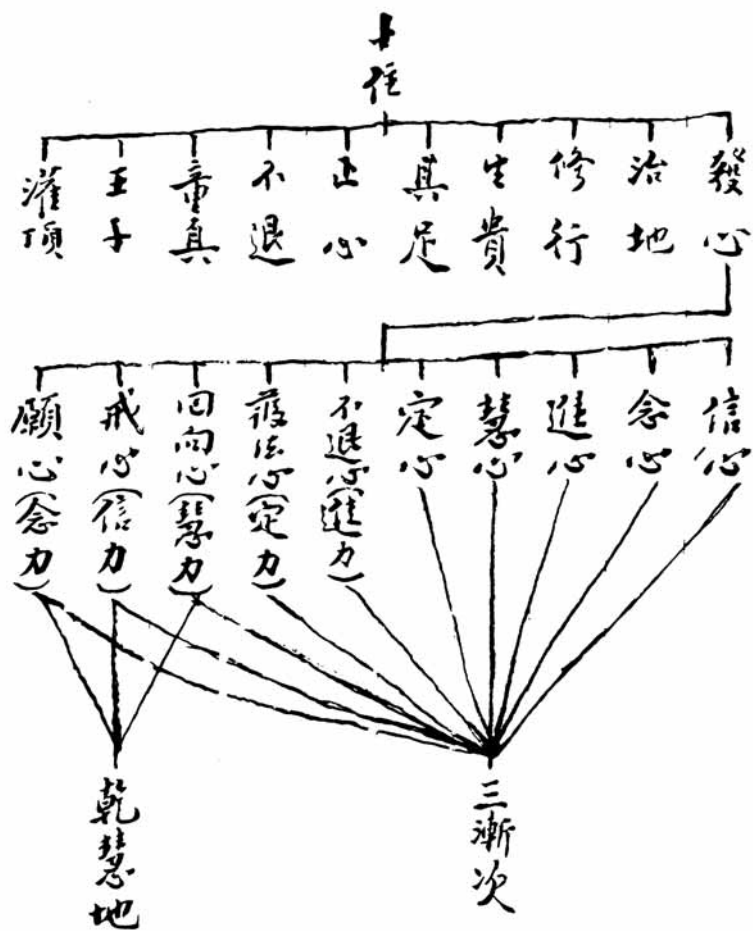 十住
發心
治地
修行
生貴
具足
正心
不退
童真
王子
灌頂
信心
念心
進心
慧心
定心
不退心(進力)
護法心(定力)
回向心(慧力)
戒心(信力)
願心(念力)
三漸次
乾慧地